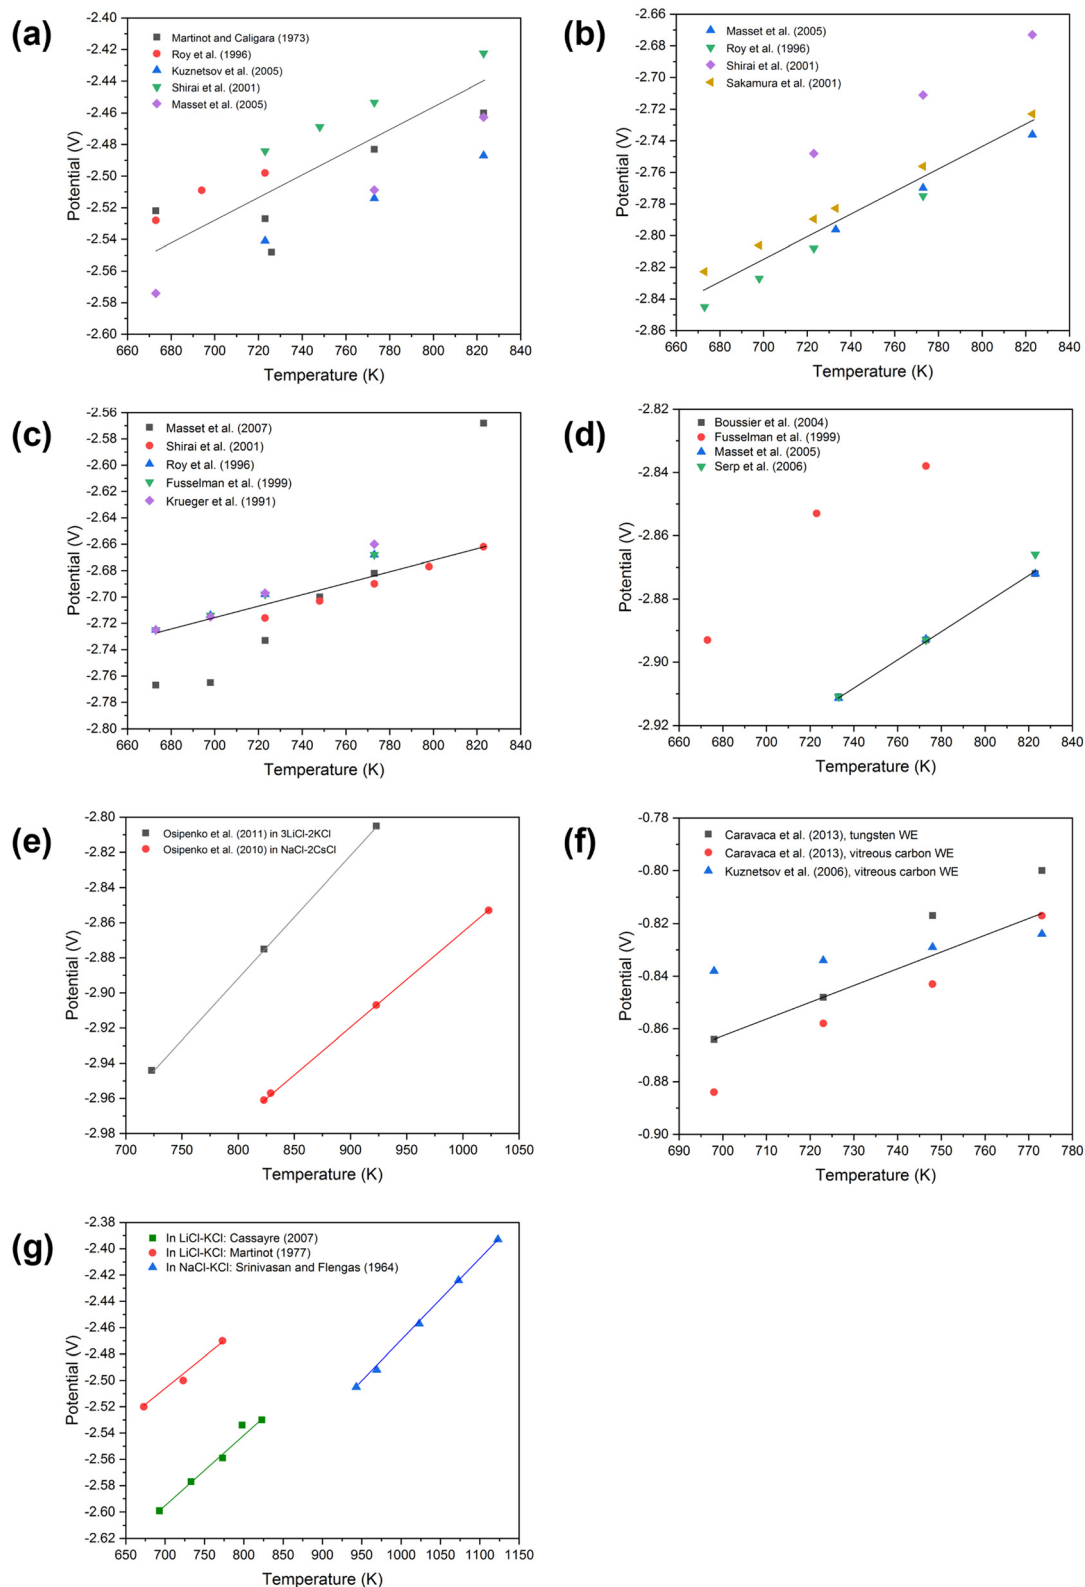 (a)
Martinot and Caligara (1973)
Roy et al. (1996)
Kuznetsov et al. (2005)
Shirai et al. (2001)
Masset et al. (2005)
Potential (V)
-2.40
-2.42
-2.44
-2.46
-2.48
-2.50
-2.52
-2.54
-2.56
-2.58
-2.60
660 680 700 720 740 760 780 800 820 840
Temperature (K)
(b)
Masset et al. (2005)
Roy et al. (1996)
Shirai et al. (2001)
Sakamura et al. (2001)
Potential (V)
-2.66
-2.68
-2.70
-2.72
-2.74
-2.76
-2.78
-2.80
-2.82
-2.84
-2.86
660 680 700 720 740 760 780 800 820 840
Temperature (K)
(c)
Masset et al. (2007)
Shirai et al. (2001)
Roy et al. (1996)
Fusselman et al. (1999)
Krueger et al. (1991)
Potential (V)
-2.56
-2.58
-2.60
-2.62
-2.64
-2.66
-2.68
-2.70
-2.72
-2.74
-2.76
-2.78
-2.80
660 680 700 720 740 760 780 800 820 840
Temperature (K)
(d)
Boussier et al. (2004)
Fusselman et al. (1999)
Masset et al. (2005)
Serp et al. (2006)
Potential (V)
-2.82
-2.84
-2.86
-2.88
-2.90
-2.92
660 680 700 720 740 760 780 800 820 840
Temperature (K)
(e)
Osipenko et al. (2011) in 3LiCl-2KCl
Osipenko et al. (2010) in NaCl-2CsCl
Potential (V)
-2.80
-2.82
-2.84
-2.86
-2.88
-2.90
-2.92
-2.94
-2.96
-2.98
700 750 800 850 900 950 1000 1050
Temperature (K)
(f)
Caravaca et al. (2013), tungsten WE
Caravaca et al. (2013), vitreous carbon WE
Kuznetsov et al. (2006), vitreous carbon WE
Potential (V)
-0.78
-0.80
-0.82
-0.84
-0.86
-0.88
-0.90
690 700 710 720 730 740 750 760 770 780
Temperature (K)
(g)
In LiCl-KCl: Cassayre (2007)
In LiCl-KCl: Martinot (1977)
In NaCl-KCl: Srinivasan and Flengas (1964)
Potential (V)
-2.38
-2.40
-2.42
-2.44
-2.46
-2.48
-2.50
-2.52
-2.54
-2.56
-2.58
-2.60
-2.62
650 700 750 800 850 900 950 1000 1050 1100 1150
Temperature (K)